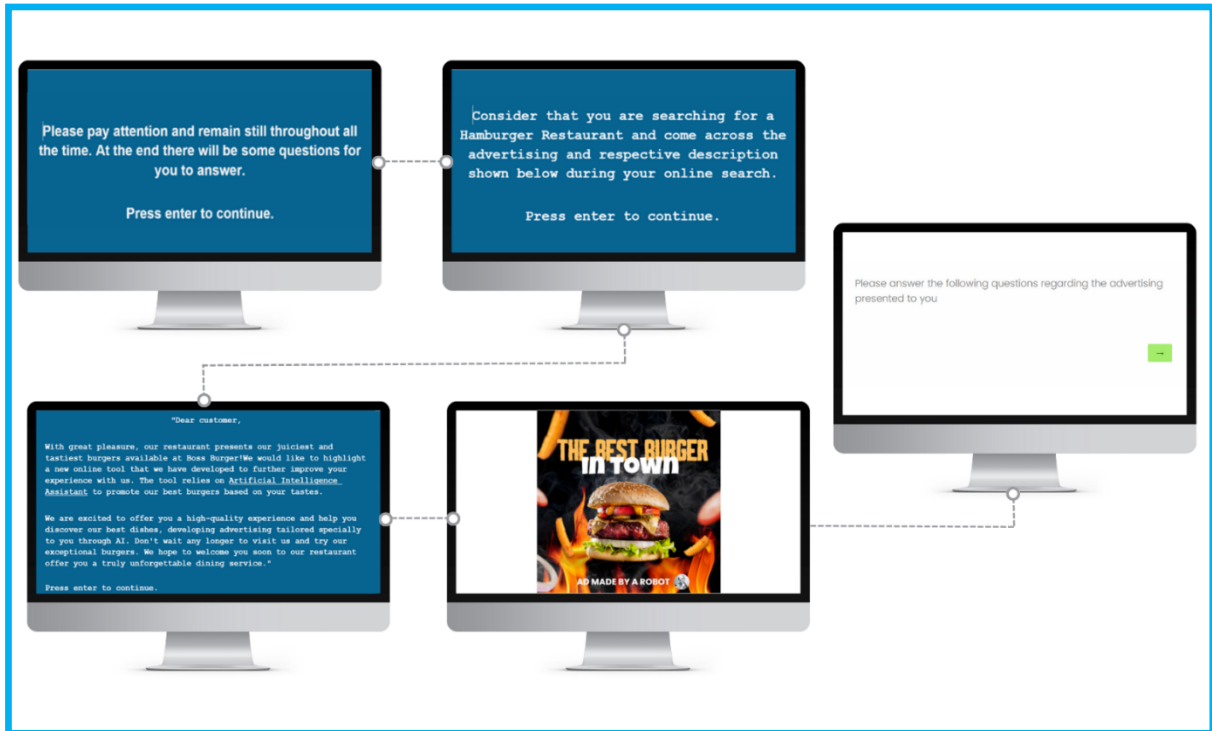 Please pay attention and remain still throughout all
the time. At the end there will be some questions for
you to answer.
Press enter to continue.
Consider that you are searching for a
Hamburger Restaurant and come across the
advertising and respective description
shown below during your online search.
Press enter to continue.
"Dear customer,
With great pleasure, our restaurant presents our juiciest and
tastiest burgers available at Boss Burger!We would like to highlight
a new online tool that we have developed to further improve your
experience with us. The tool relies on Artificial Intelligence
Assistant to promote our best burgers based on your tastes.
We are excited to offer you a high-quality experience and help you
discover our best dishes, developing advertising tailored specially
to you through AI. Don't wait any longer to visit us and try our
exceptional burgers. We hope to welcome you soon to our restaurant
offer you a truly unforgettable dining service."
Press enter to continue.
THE BEST BURGER
IN TOWN
AD MADE BY A ROBOT
Please answer the following questions regarding the advertising
presented to you
→